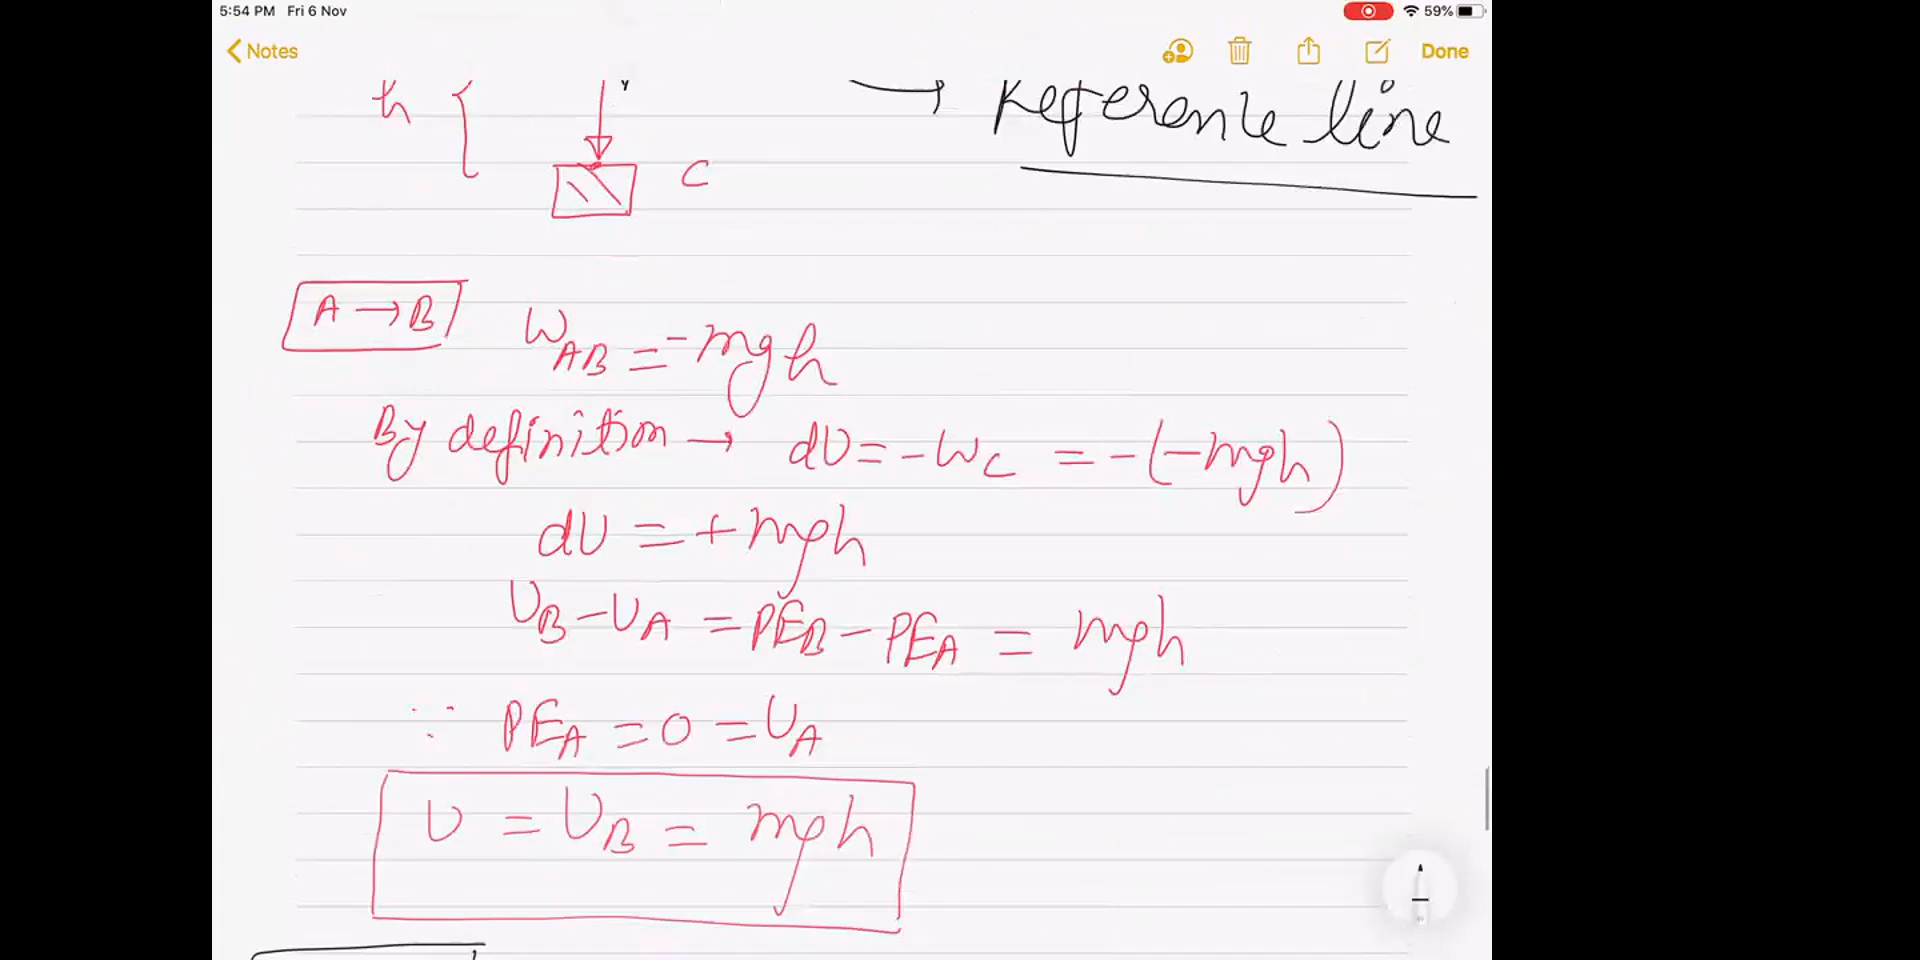 5:54 PM Fri 6 Nov 59%
Notes Done
h → Reference line
C
A → B W_AB = -mgh
By definition → dU = -W_C = -(-mgh)
dU = +mgh
U_B - U_A = PE_B - PE_A = mgh
∵ PE_A = 0 = U_A
U = U_B = mgh